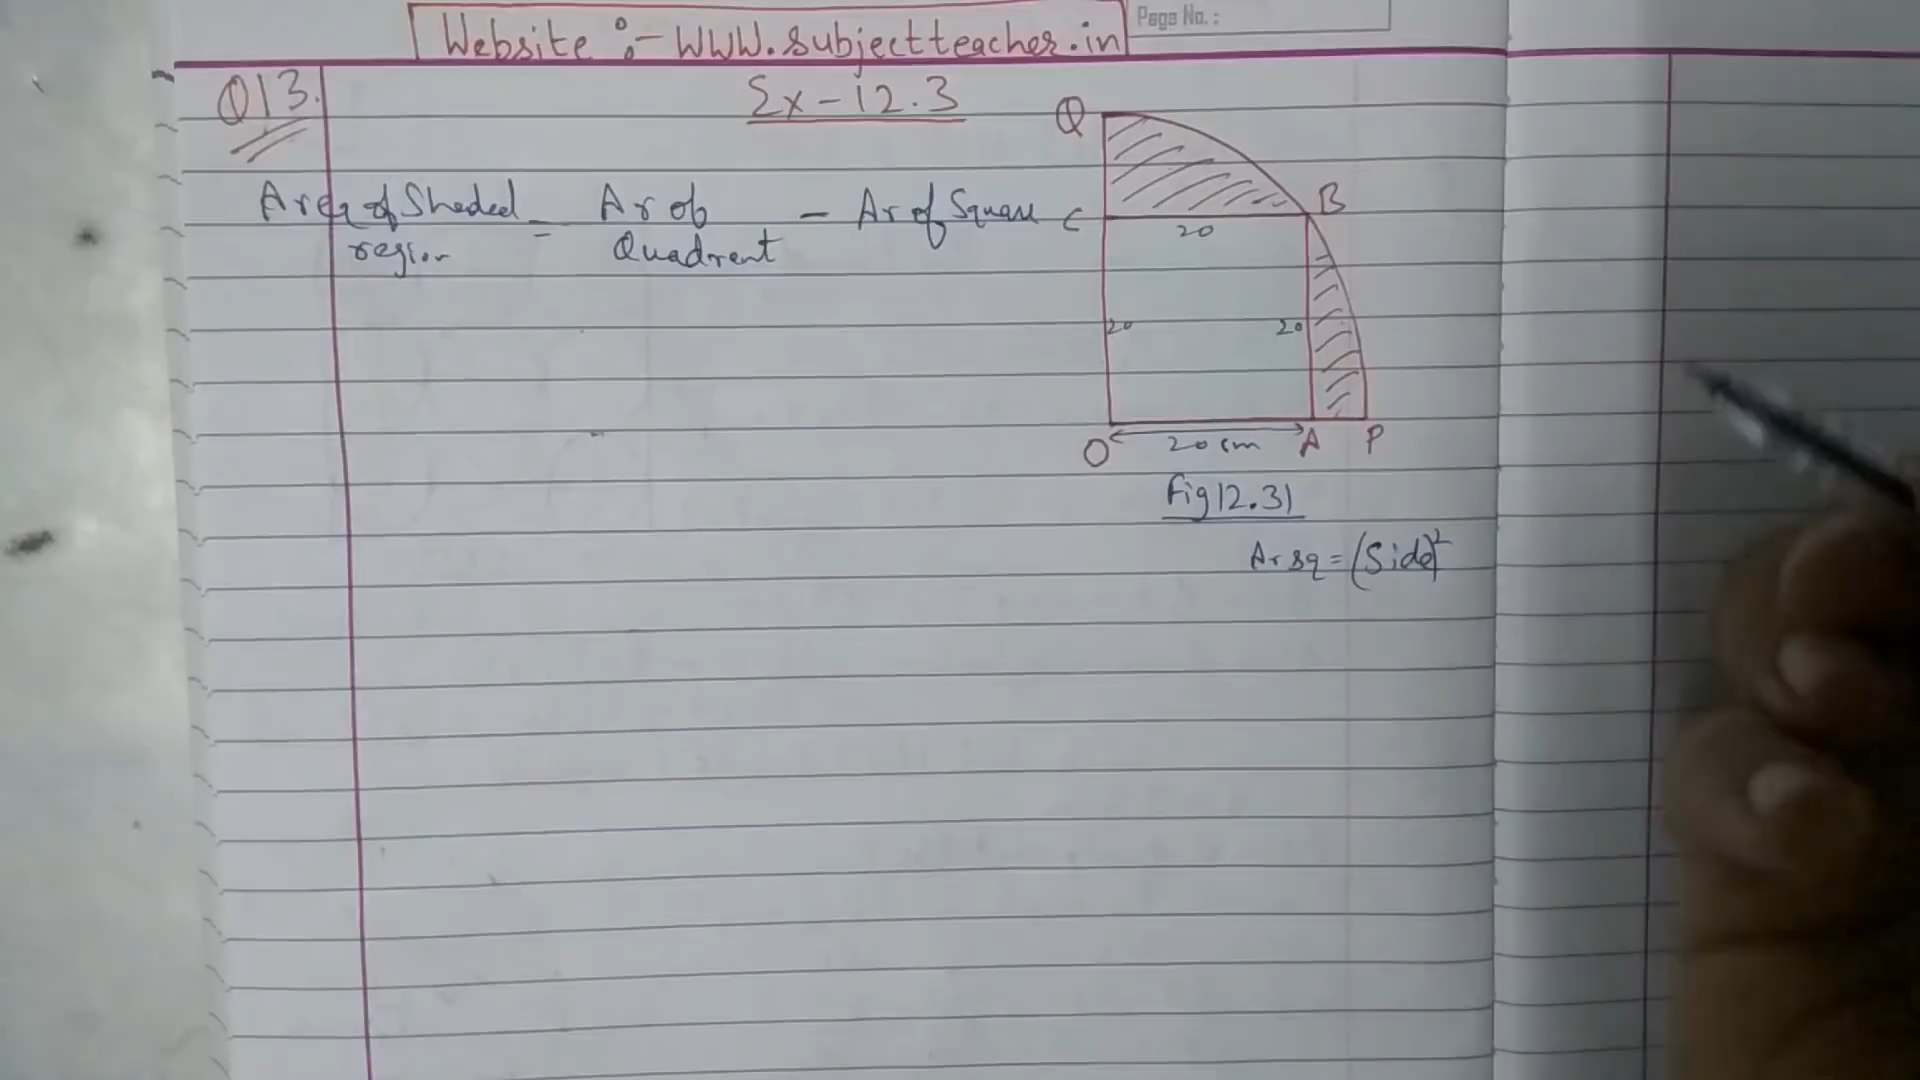 Page No. :
Website :- WWW.subjectteacher.in
Q13.
Ex-12.3
Area of Shaded region = Ar of Quadrent - Ar of Square
Q
B
C
20
20
20
O
20 cm
A
P
Fig 12.31
Ar sq = (Side)²